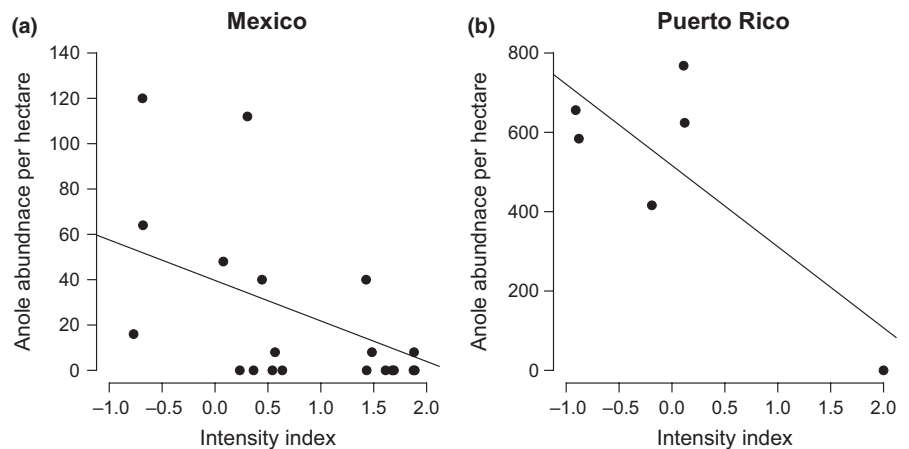 (a) Mexico
Anole abundnace per hectare
140
120
100
80
60
40
20
0
–1.0 –0.5 0.0 0.5 1.0 1.5 2.0
Intensity index
(b) Puerto Rico
Anole abundnace per hectare
800
600
400
200
0
–1.0 –0.5 0.0 0.5 1.0 1.5 2.0
Intensity index